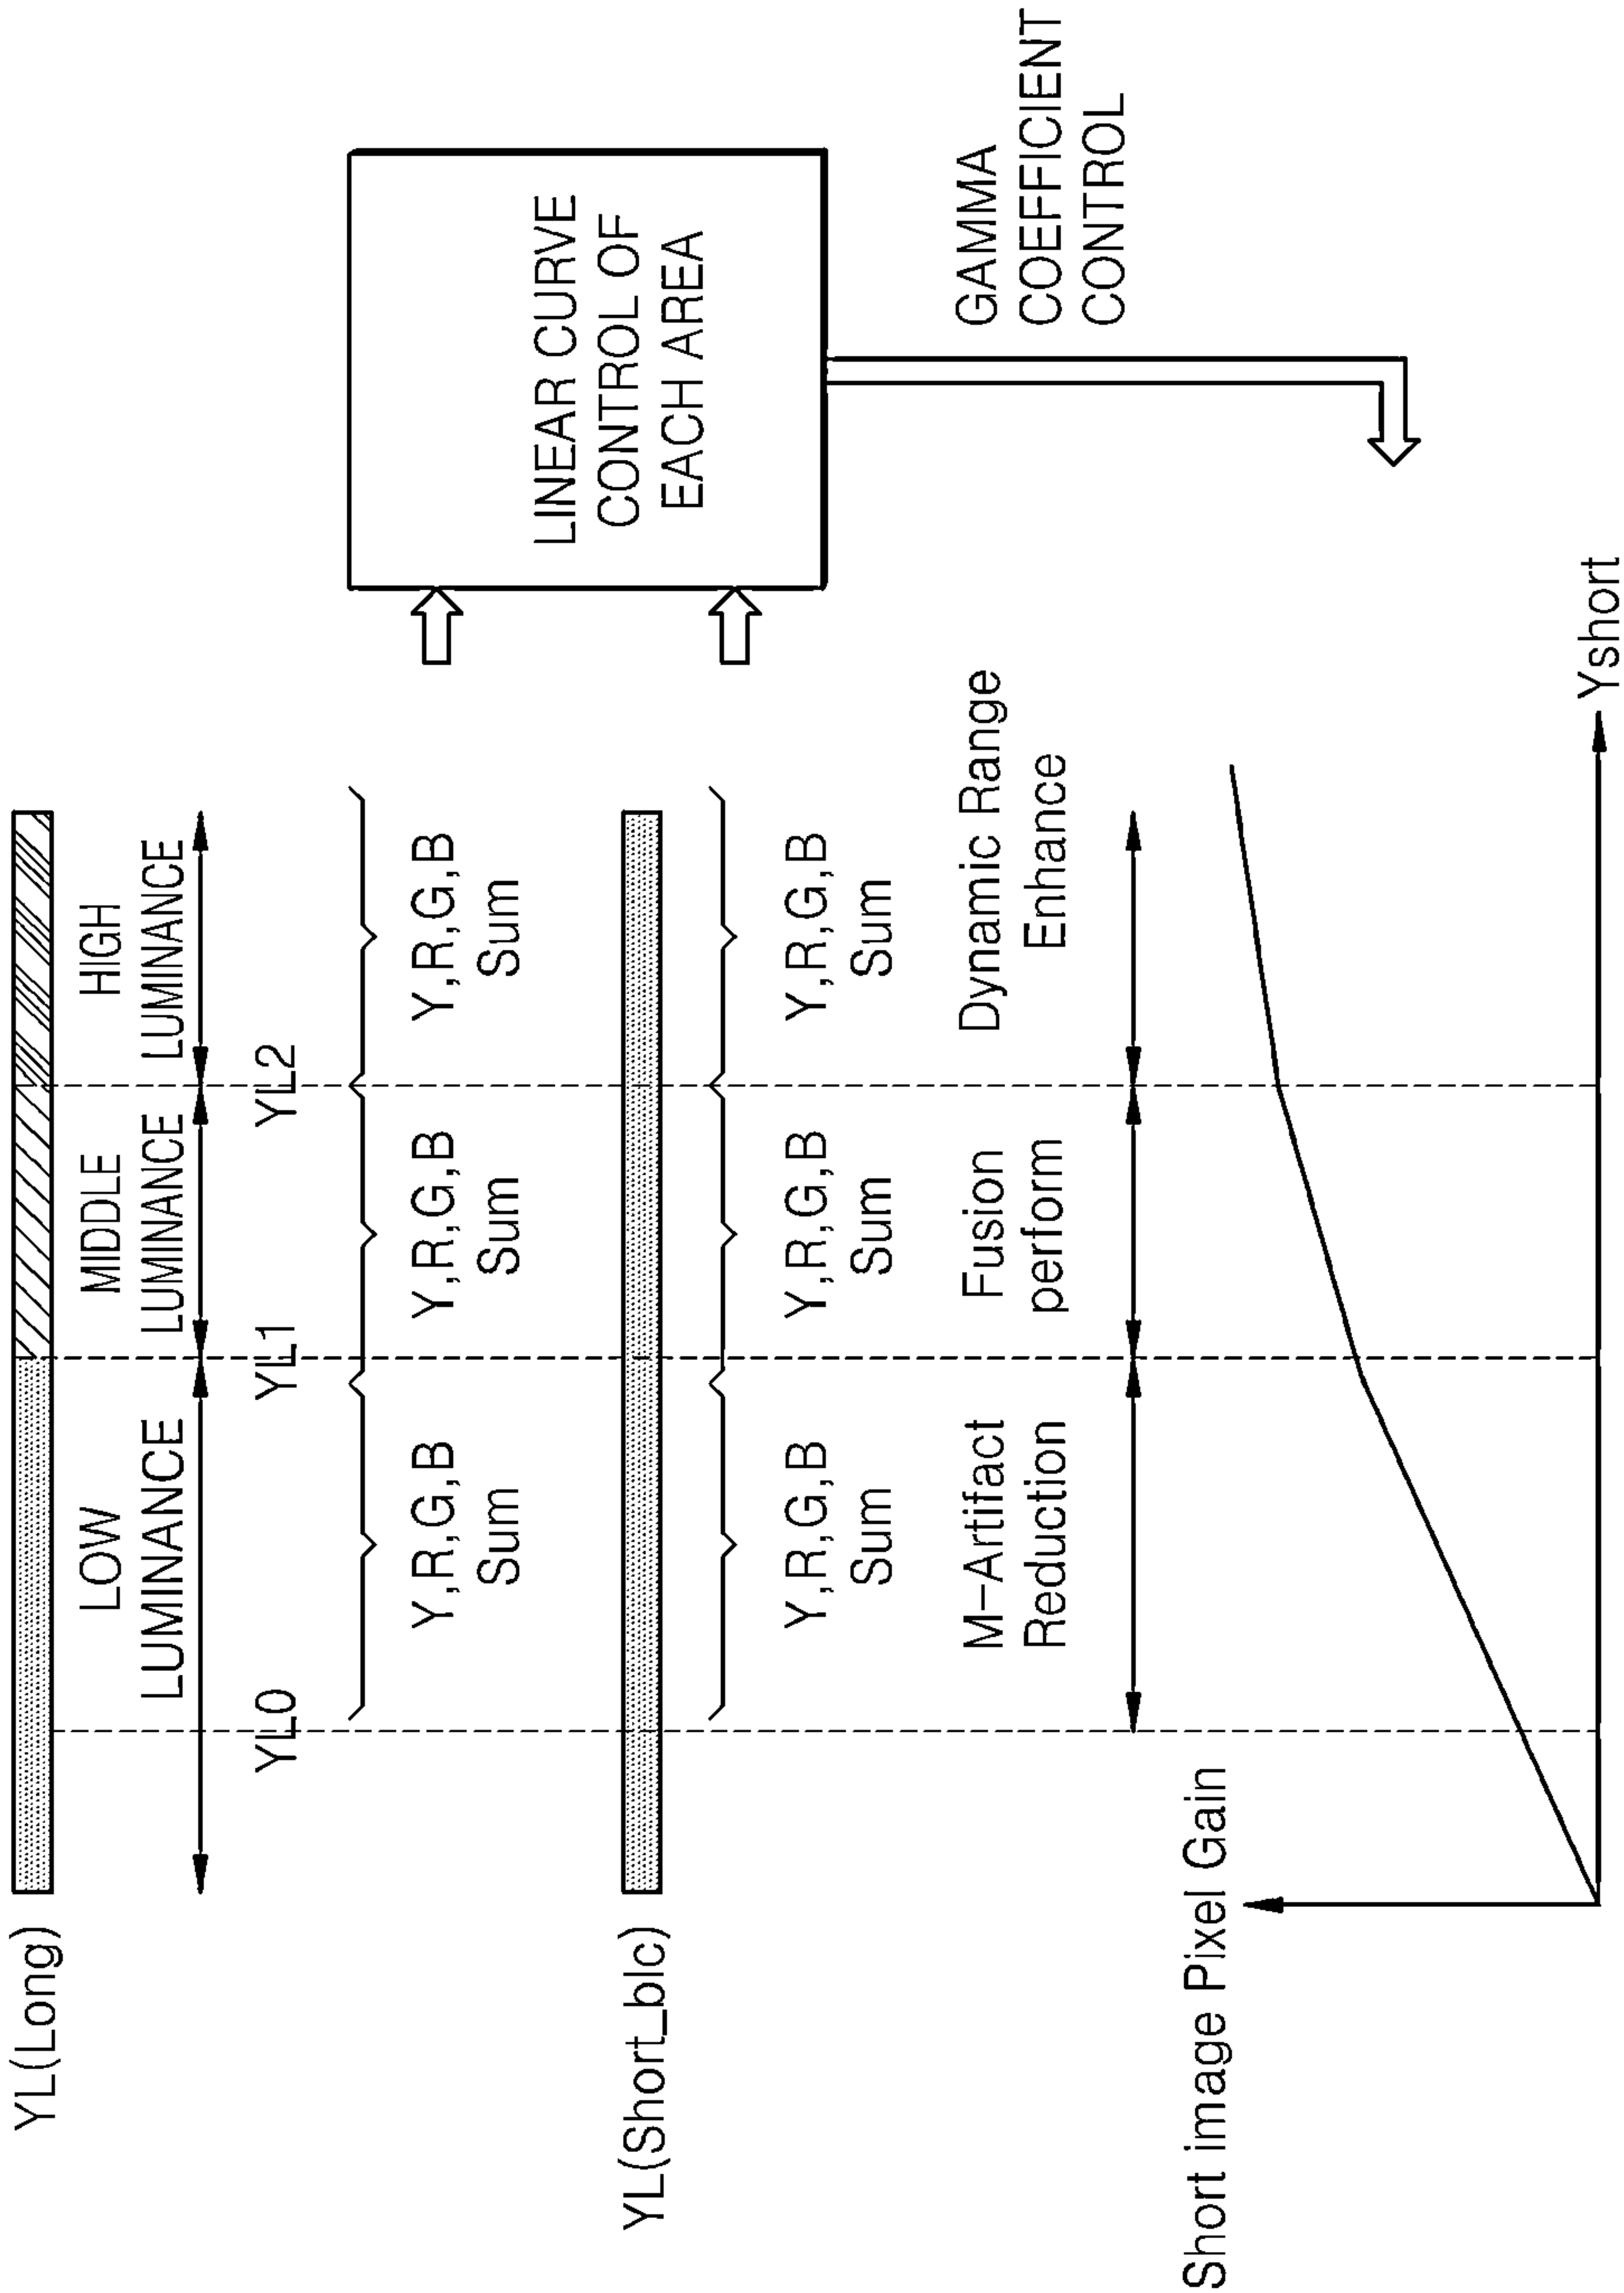 YL(Long)
LOW
LUMINANCE
MIDDLE
LUMINANCE
HIGH
LUMINANCE
YL0
YL1
YL2
Y,R,G,B
Sum
Y,R,G,B
Sum
Y,R,G,B
Sum
LINEAR CURVE
CONTROL OF
EACH AREA
YL(Short_blc)
Y,R,G,B
Sum
Y,R,G,B
Sum
Y,R,G,B
Sum
M-Artifact
Reduction
Fusion
perform
Dynamic Range
Enhance
GAMMA
COEFFICIENT
CONTROL
Short image Pixel Gain
Yshort